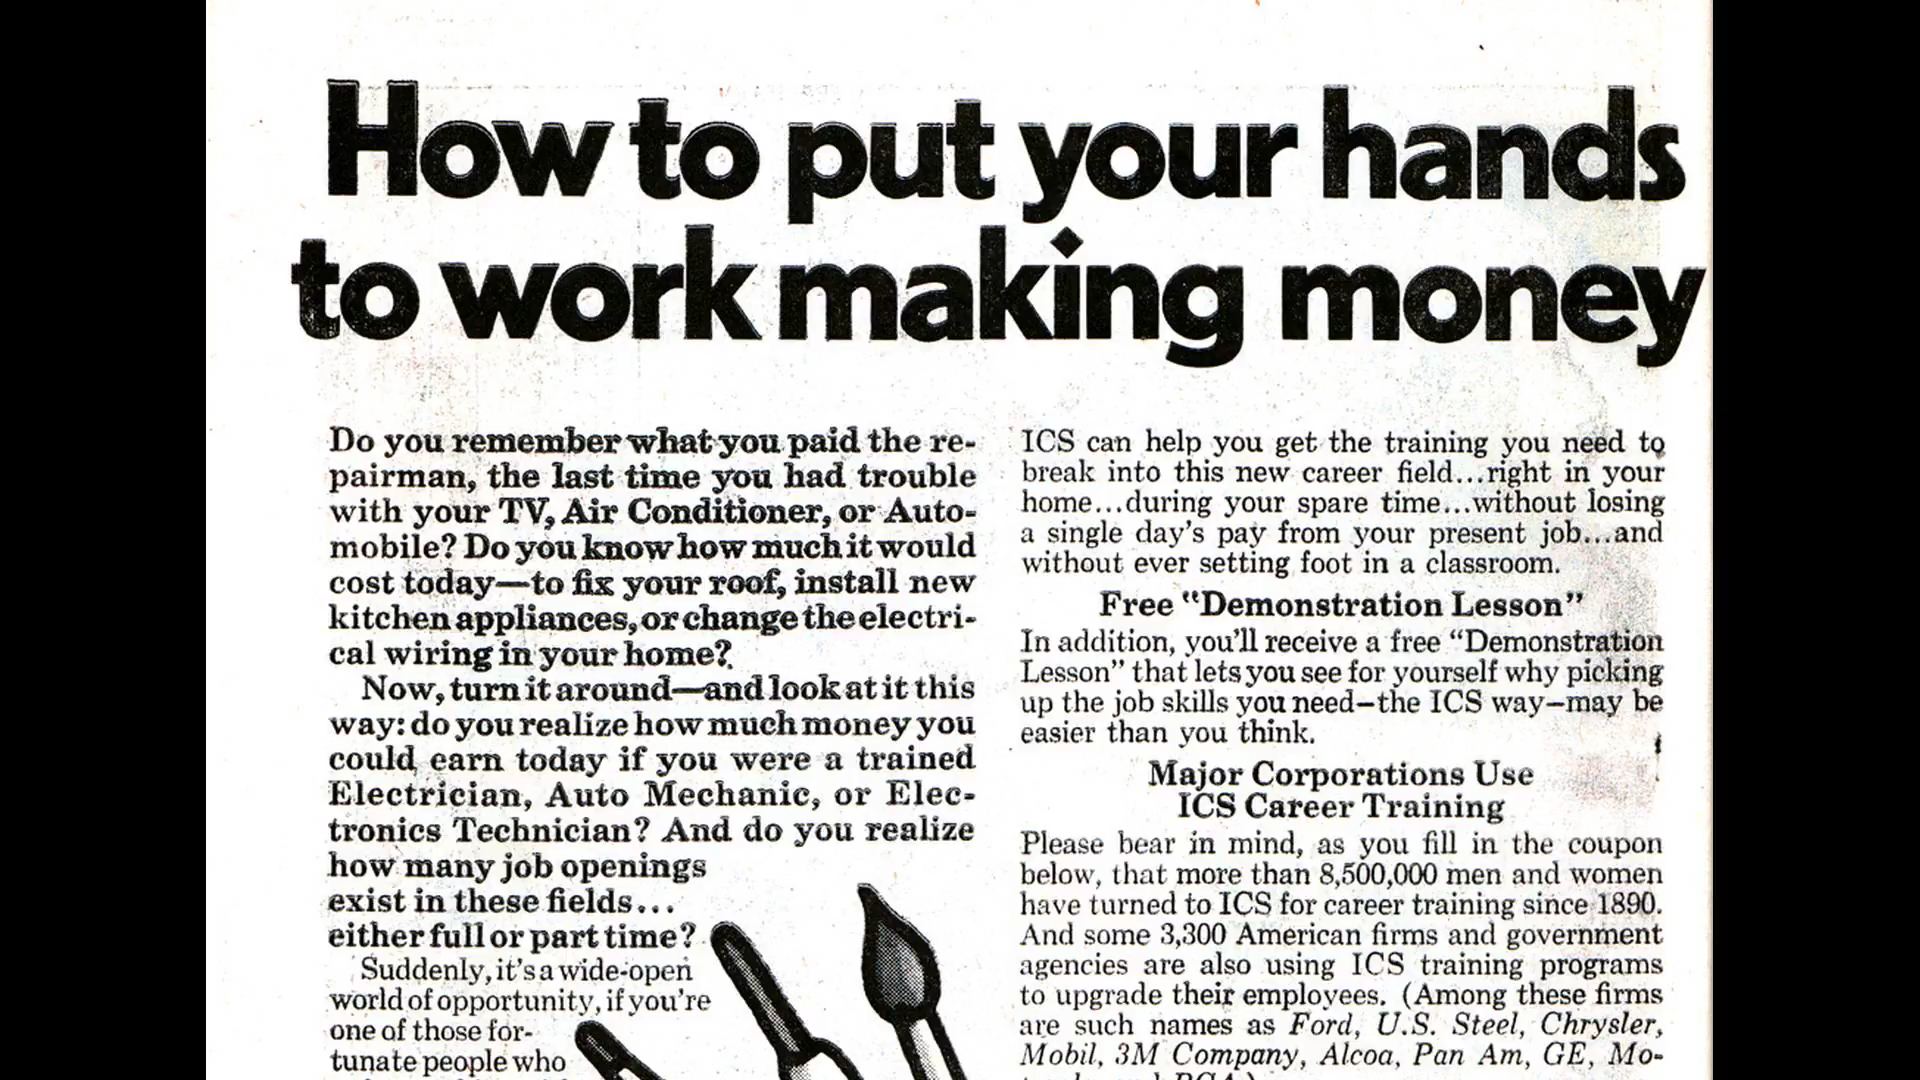 How to put your hands
to work making money
Do you remember what you paid the re-
pairman, the last time you had trouble
with your TV, Air Conditioner, or Auto-
mobile? Do you know how much it would
cost today—to fix your roof, install new
kitchen appliances, or change the electri-
cal wiring in your home?
Now, turn it around—and look at it this
way: do you realize how much money you
could earn today if you were a trained
Electrician, Auto Mechanic, or Elec-
tronics Technician? And do you realize
how many job openings
exist in these fields...
either full or part time?
Suddenly, it's a wide-open
world of opportunity, if you're
one of those for-
tunate people who
ICS can help you get the training you need to
break into this new career field...right in your
home...during your spare time...without losing
a single day's pay from your present job...and
without ever setting foot in a classroom.
Free "Demonstration Lesson"
In addition, you'll receive a free "Demonstration
Lesson" that lets you see for yourself why picking
up the job skills you need—the ICS way—may be
easier than you think.
Major Corporations Use
ICS Career Training
Please bear in mind, as you fill in the coupon
below, that more than 8,500,000 men and women
have turned to ICS for career training since 1890.
And some 3,300 American firms and government
agencies are also using ICS training programs
to upgrade their employees. (Among these firms
are such names as Ford, U.S. Steel, Chrysler,
Mobil, 3M Company, Alcoa, Pan Am, GE, Mo-